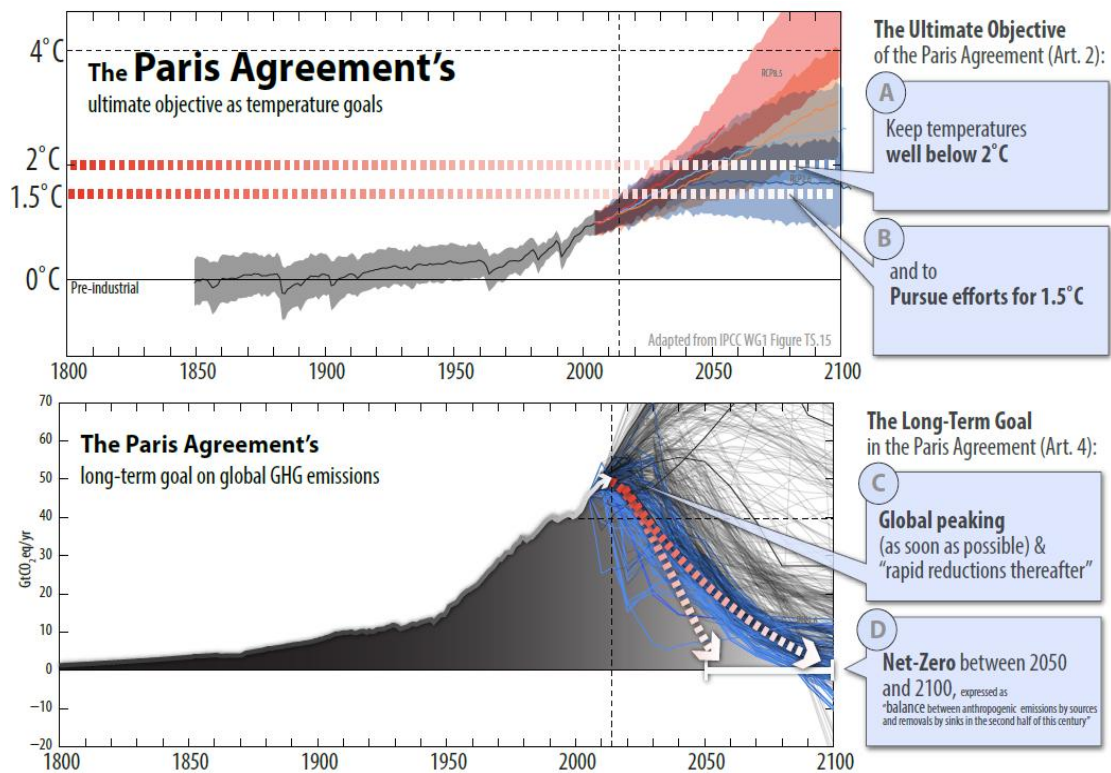 4°C
2°C
1.5°C
0°C
The Paris Agreement's
ultimate objective as temperature goals
RCP8.5
Pre-industrial
Adapted from IPCC WG1 Figure TS.15
1800 1850 1900 1950 2000 2050 2100
The Ultimate Objective
of the Paris Agreement (Art. 2):
A
Keep temperatures
well below 2°C
B
and to
Pursue efforts for 1.5°C
70
60
50
40
30
20
10
0
−10
−20
GtCO2eq/yr
The Paris Agreement's
long-term goal on global GHG emissions
1800 1850 1900 1950 2000 2050 2100
The Long-Term Goal
in the Paris Agreement (Art. 4):
C
Global peaking
(as soon as possible) &
“rapid reductions thereafter”
D
Net-Zero between 2050
and 2100, expressed as
“balance between anthropogenic emissions by sources
and removals by sinks in the second half of this century”